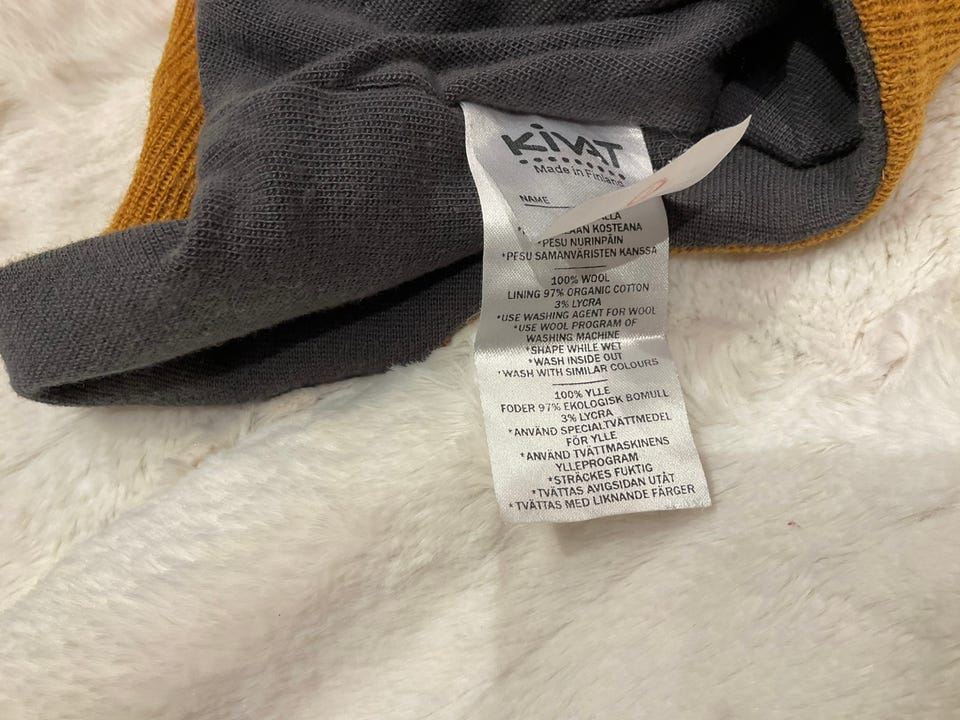 KIVAT
Made in Finland
NAME
KOSTEANA
*PESU NURINPÄIN
*PESU SAMANVÄRISTEN KANSSA
100% WOOL
LINING 97% ORGANIC COTTON
3% LYCRA
*USE WASHING AGENT FOR WOOL
*USE WOOL PROGRAM OF
WASHING MACHINE
*SHAPE WHILE WET
*WASH INSIDE OUT
*WASH WITH SIMILAR COLOURS
100% YLLE
FODER 97% EKOLOGISK BOMULL
3% LYCRA
*ANVÄND SPECIALTVÄTTMEDEL
FÖR YLLE
*ANVÄND TVÄTTMASKINENS
YLLEPROGRAM
*STRÄCKES FUKTIG
*TVÄTTAS AVIGSIDAN UTÅT
*TVÄTTAS MED LIKNANDE FÄRGER